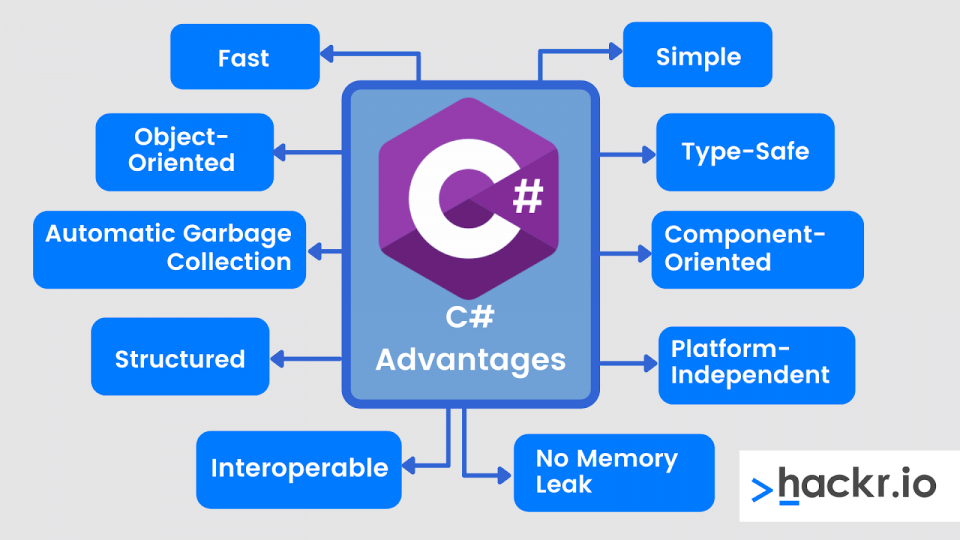 Fast
Simple
Object-
Oriented
Type-Safe
Automatic Garbage
Collection
Component-
Oriented
C#
C#
Advantages
Structured
Platform-
Independent
Interoperable
No Memory
Leak
>hackr.io